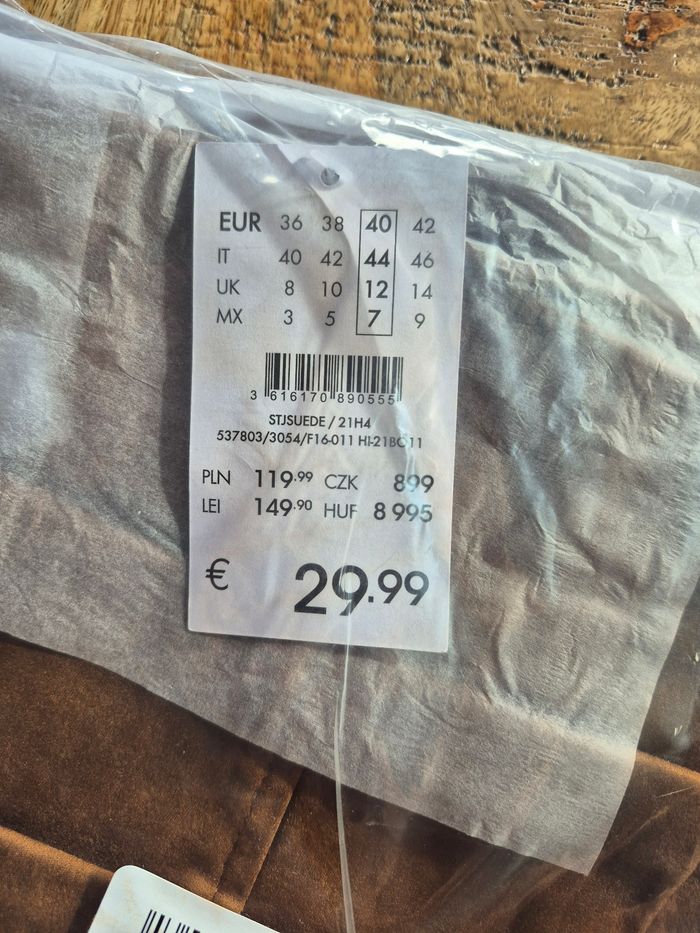 EUR 36 38 40 42
IT 40 42 44 46
UK 8 10 12 14
MX 3 5 7 9
3 616170 890555
STJSUEDE / 21H4
537803/3054/F16-011 HI-21BC11
PLN 119.99 CZK 899
LEI 149.90 HUF 8 995
€ 29.99